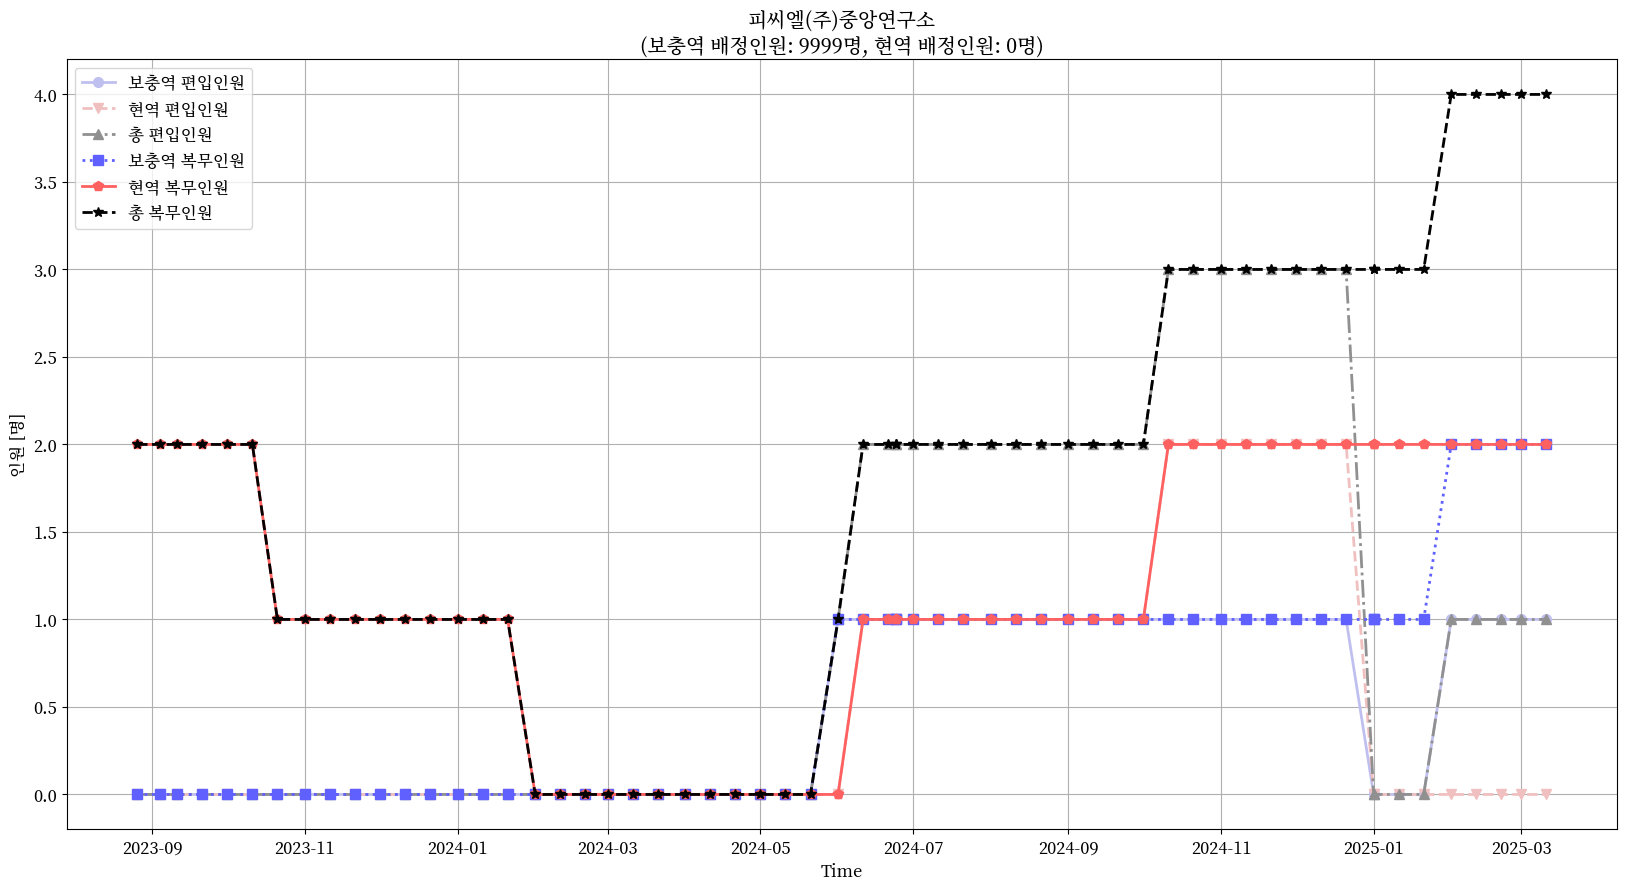 피씨엘(주)중앙연구소
(보충역 배정인원: 9999명, 현역 배정인원: 0명)
보충역 편입인원
현역 편입인원
총 편입인원
보충역 복무인원
현역 복무인원
총 복무인원
4.0
3.5
3.0
2.5
2.0
1.5
1.0
0.5
0.0
인원 [명]
2023-09
2023-11
2024-01
2024-03
2024-05
2024-07
2024-09
2024-11
2025-01
2025-03
Time